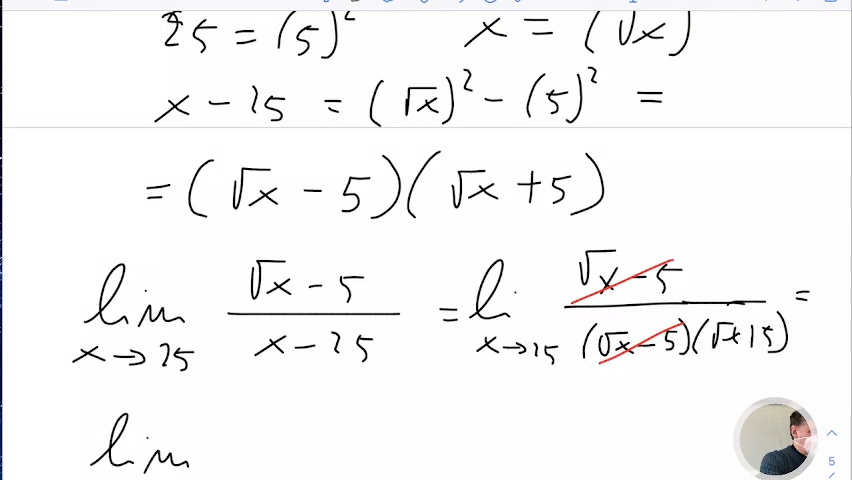 25 = (5)² x = (√x)
x - 25 = (√x)² - (5)² =
= (√x - 5)(√x + 5)
lim x→25 (√x - 5)/(x - 25) = lim x→25 (√x - 5)/((√x - 5)(√x + 5)) =
lim
5